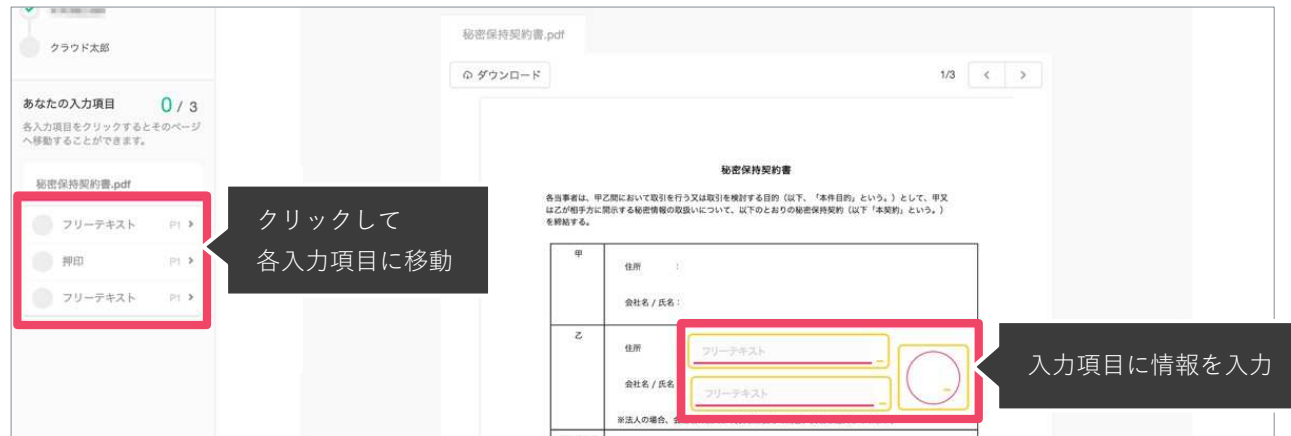 クラウド太郎
あなたの入力項目 0 / 3
各入力項目をクリックするとそのページ
へ移動することができます。
秘密保持契約書.pdf
フリーテキスト P1
押印 P1
フリーテキスト P1
クリックして
各入力項目に移動
秘密保持契約書.pdf
ダウンロード
1/3
秘密保持契約書
各当事者は、甲乙間において取引を行う又は取引を検討する目的（以下、「本件目的」という。）として、甲又
は乙が相手方に開示する秘密情報の取扱いについて、以下のとおりの秘密保持契約（以下「本契約」という。）
を締結する。
甲
住所 :
会社名 / 氏名 :
乙
住所
フリーテキスト
会社名 / 氏名
フリーテキスト
※法人の場合、
入力項目に情報を入力